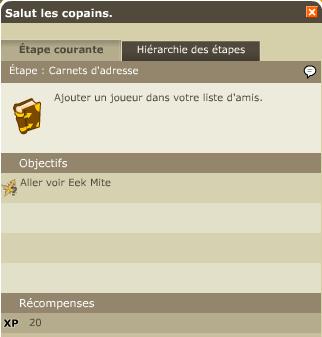 Salut les copains.
Étape courante
Hiérarchie des étapes
Étape : Carnets d'adresse
Ajouter un joueur dans votre liste d'amis.
Objectifs
Aller voir Eek Mite
Récompenses
XP 20